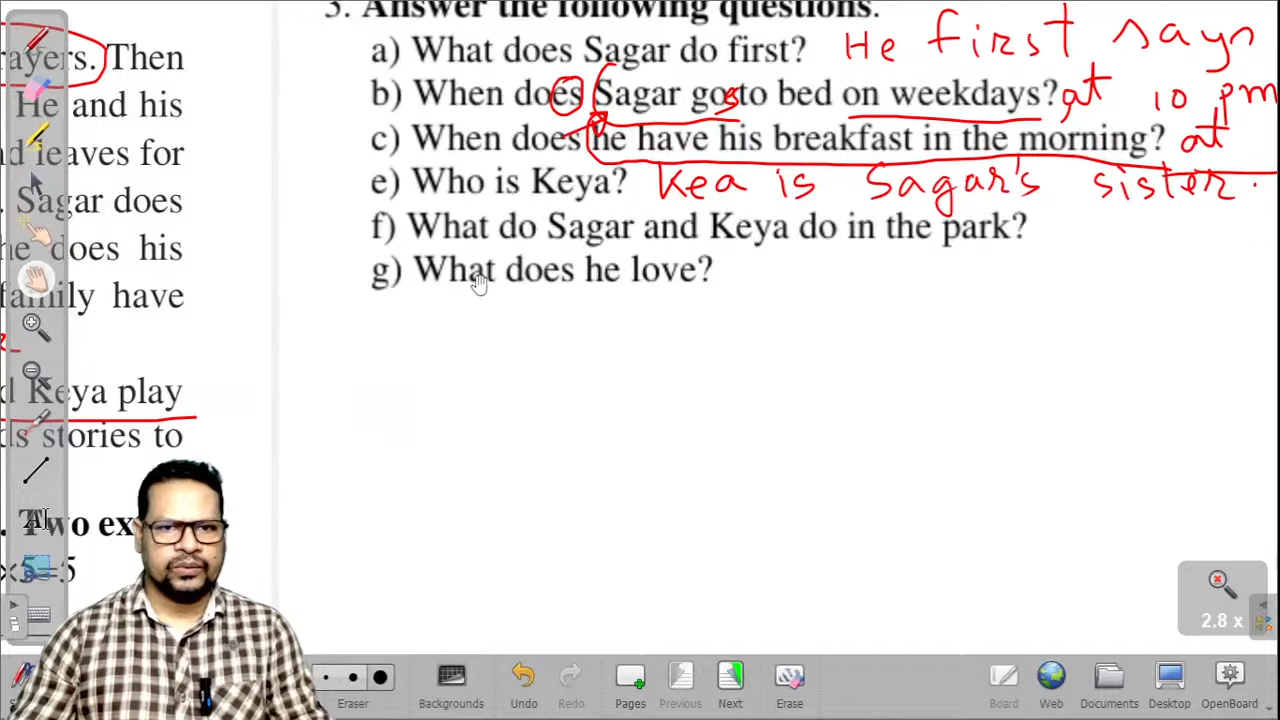 3. Answer the following questions.
a) What does Sagar do first? He first says
b) When does Sagar gosto bed on weekdays? at 10 pm
c) When does he have his breakfast in the morning? at
e) Who is Keya? Kea is Sagar's sister.
f) What do Sagar and Keya do in the park?
g) What does he love?
rayers. Then
He and his
nd leaves for
. Sagar does
he does his
family have
d Keya play
ds stories to
. Two ex
×5=5
2.8 x
Eraser
Backgrounds
Undo
Redo
Pages
Previous
Next
Erase
Board
Web
Documents
Desktop
OpenBoard